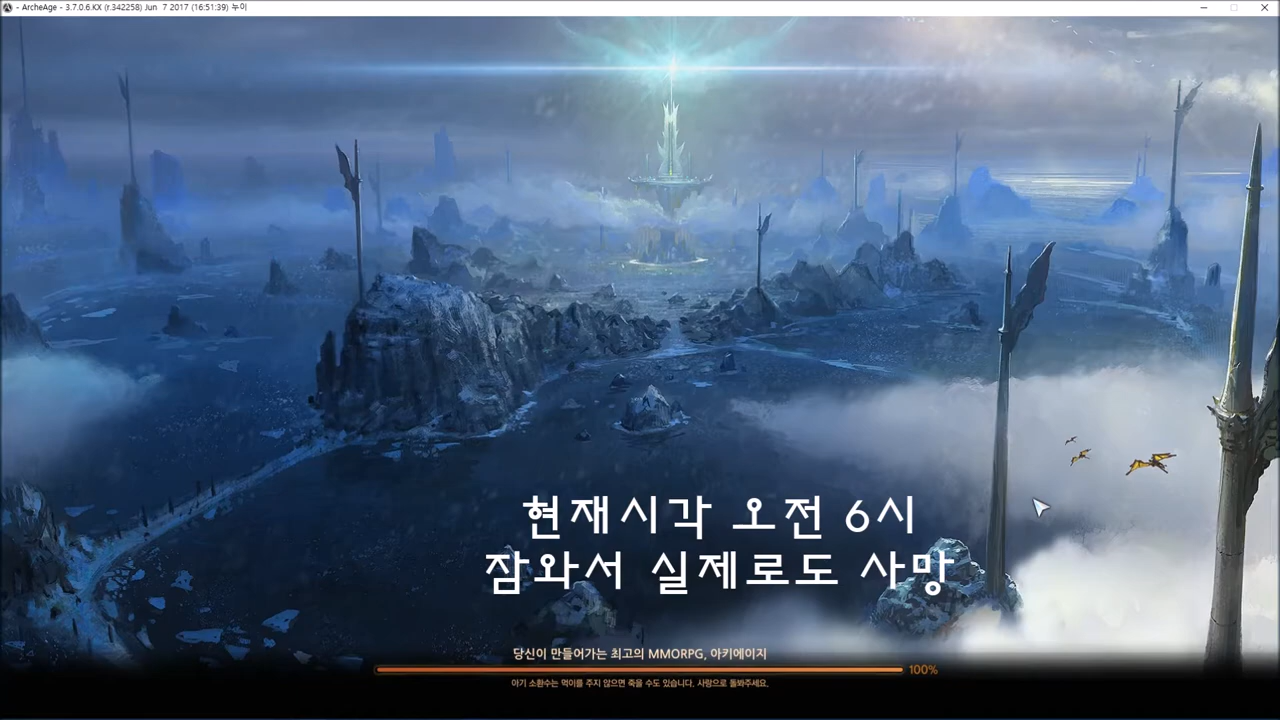 - ArcheAge - 3.7.0.6.KX (r.342258) Jun 7 2017 (16:51:39) 누이
현재시각 오전 6시
잠와서 실제로도 사망
당신이 만들어가는 최고의 MMORPG, 아키에이지
100%
아기 소환수는 먹이를 주지 않으면 죽을 수도 있습니다. 사랑으로 돌봐주세요.